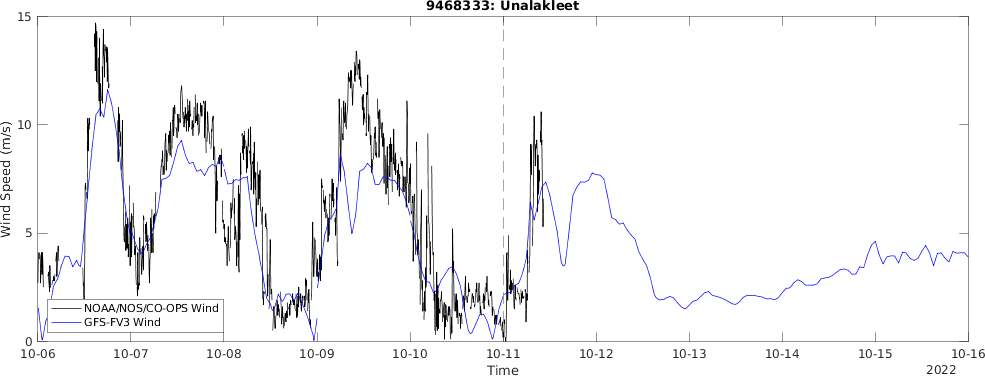 9468333: Unalakleet
15
10
5
0
Wind Speed (m/s)
NOAA/NOS/CO-OPS Wind
GFS-FV3 Wind
10-06 10-07 10-08 10-09 10-10 10-11 10-12 10-13 10-14 10-15 10-16
Time
2022